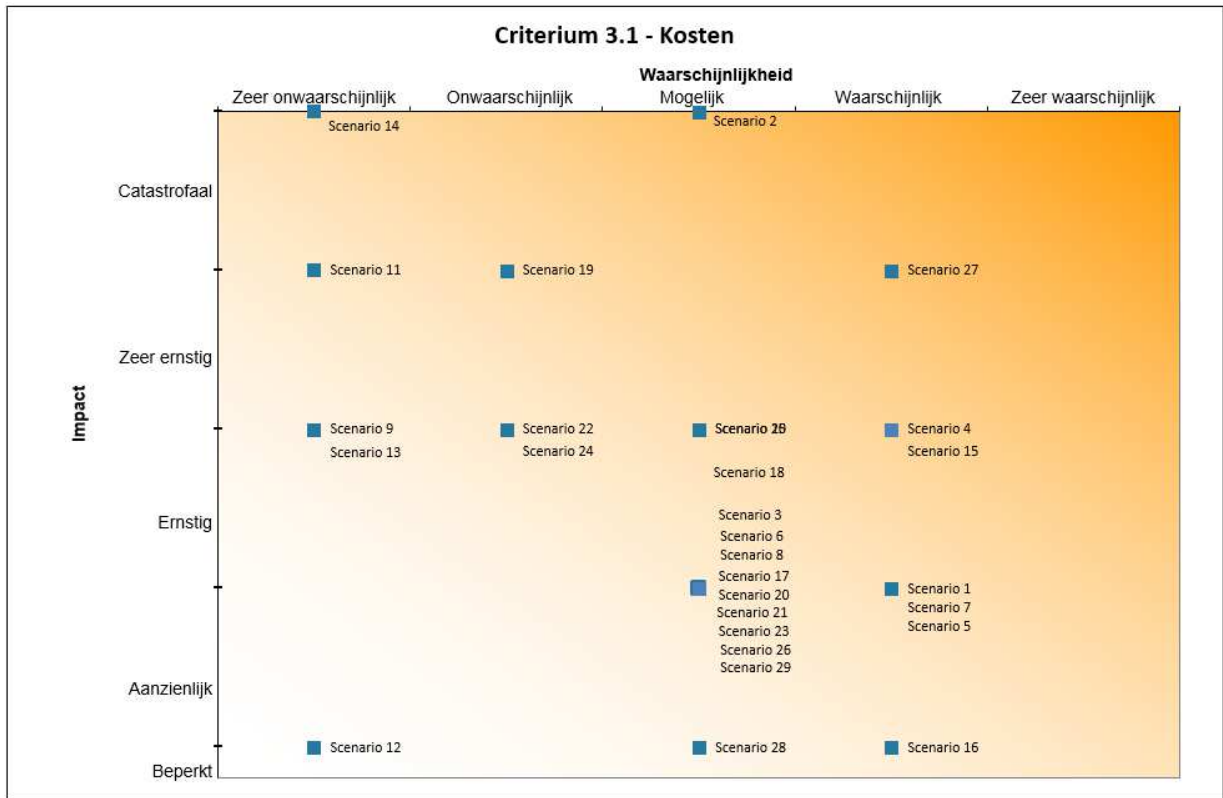 Criterium 3.1 - Kosten
Waarschijnlijkheid
Zeer onwaarschijnlijk
Onwaarschijnlijk
Mogelijk
Waarschijnlijk
Zeer waarschijnlijk
Scenario 14
Scenario 2
Catastrofaal
Scenario 11
Scenario 19
Scenario 27
Zeer ernstig
Impact
Scenario 9
Scenario 22
Scenario
Scenario 4
Scenario 13
Scenario 24
Scenario 15
Scenario 18
Ernstig
Scenario 3
Scenario 6
Scenario 8
Scenario 17
Scenario 20
Scenario 21
Scenario 23
Scenario 26
Scenario 29
Scenario 1
Scenario 7
Scenario 5
Aanzienlijk
Scenario 12
Scenario 28
Scenario 16
Beperkt